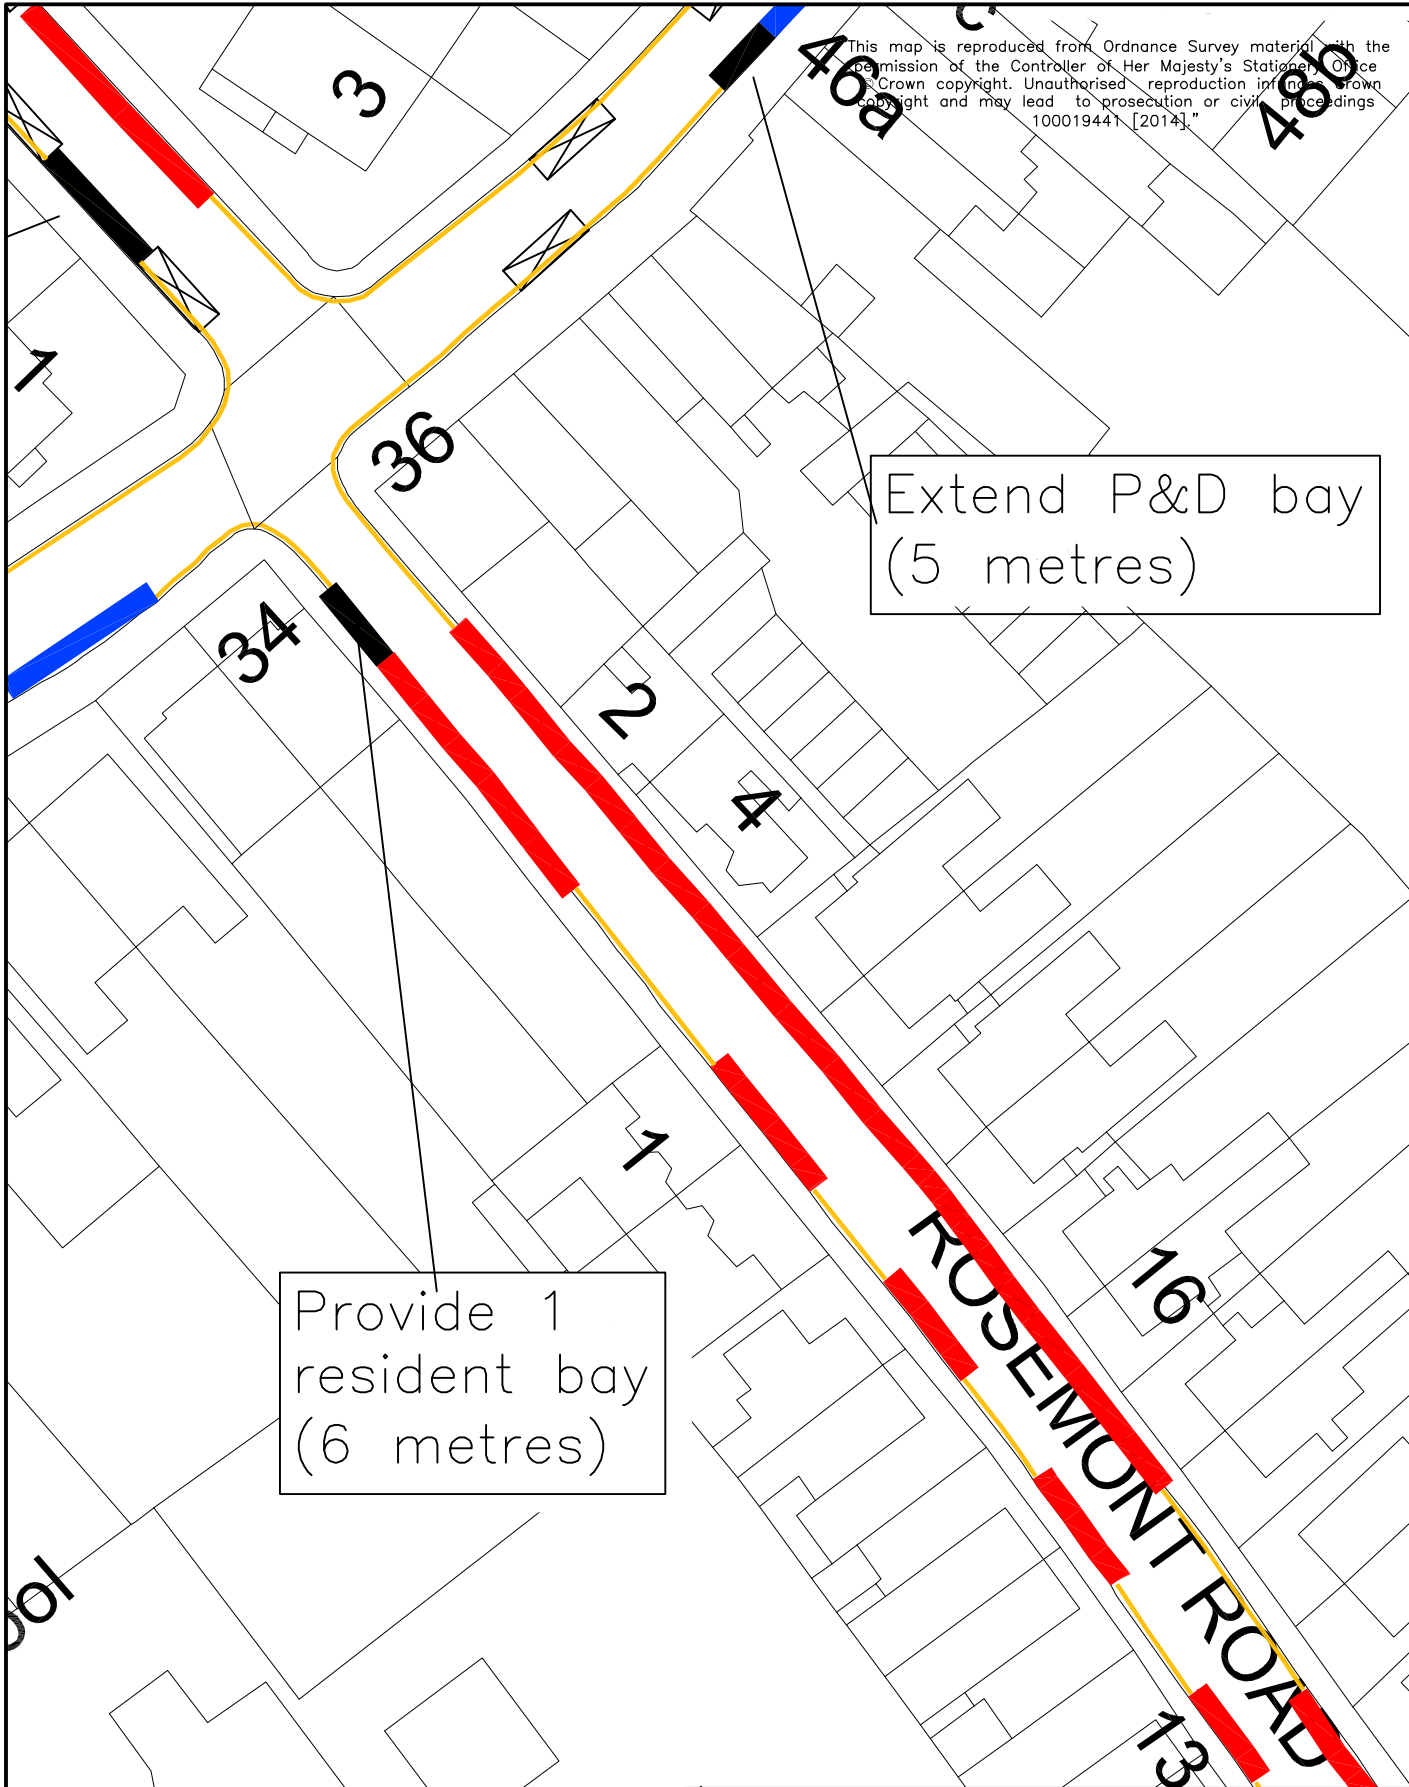 This map is reproduced from Ordnance Survey material with the
permission of the Controller of Her Majesty's Stationery Office
© Crown copyright. Unauthorised reproduction infringes Crown
copyright and may lead to prosecution or civil proceedings
100019441 [2014]."
3
46a
48b
1
36
Extend P&D bay
(5 metres)
34
2
4
1
16
Provide 1
resident bay
(6 metres)
ROSEMONT ROAD
13